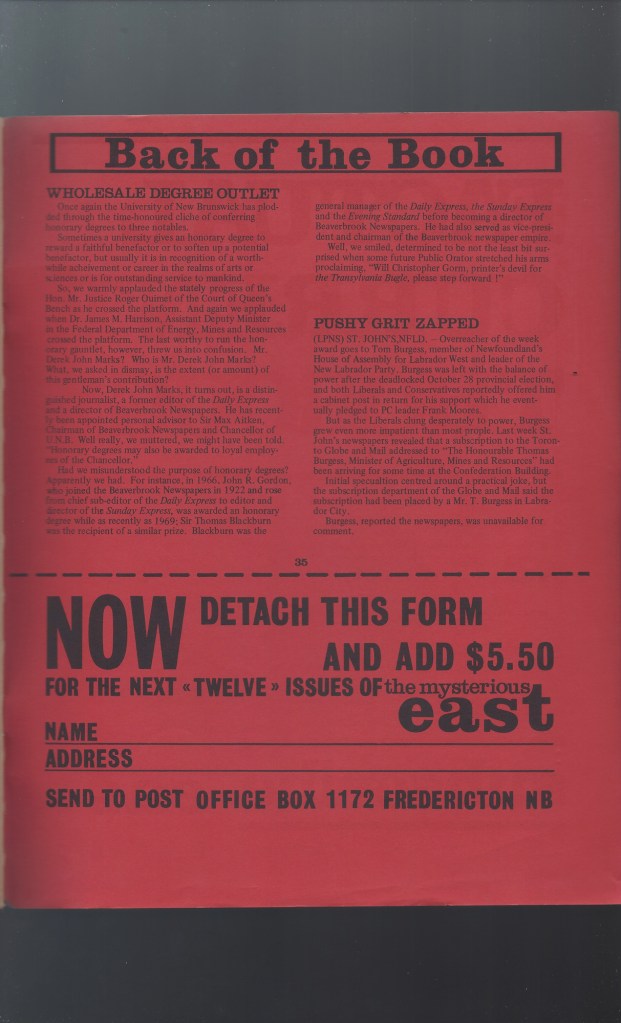 Back of the Book
WHOLESALE DEGREE OUTLET
Once again the University of New Brunswick has plod-
ded through the time-honoured cliche of conferring
honorary degrees to three notables.
Sometimes a university gives an honorary degree to
reward a faithful benefactor or to soften up a potential
benefactor, but usually it is in recognition of a worth-
while acheivement or career in the realms of arts or
sciences or is for outstanding service to mankind.
So, we warmly applauded the stately progress of the
Hon. Mr. Justice Roger Ouimet of the Court of Queen's
Bench as he crossed the platform. And again we applauded
when Dr. James M. Harrison, Assistant Deputy Minister
in the Federal Department of Energy, Mines and Resources
crossed the platform. The last worthy to run the hon-
orary gauntlet, however, threw us into confusion. Mr.
Derek John Marks? Who is Mr. Derek John Marks?
What, we asked in dismay, is the extent (or amount) of
this gentleman's contribution?
Now, Derek John Marks, it turns out, is a distin-
guished journalist, a former editor of the Daily Express
and a director of Beaverbrook Newspapers. He has recent-
ly been appointed personal advisor to Sir Max Aitken,
Chairman of Beaverbrook Newspapers and Chancellor of
U.N.B. Well really, we muttered, we might have been told.
"Honorary degrees may also be awarded to loyal employ-
ees of the Chancellor."
Had we misunderstood the purpose of honorary degrees?
Apparently we had. For instance, in 1966, John R. Gordon,
who joined the Beaverbrook Newspapers in 1922 and rose
from chief sub-editor of the Daily Express to editor and
director of the Sunday Express, was awarded an honorary
degree while as recently as 1969; Sir Thomas Blackburn
was the recipient of a similar prize. Blackburn was the
general manager of the Daily Express, the Sunday Express
and the Evening Standard before becoming a director of
Beaverbrook Newspapers. He had also served as vice-presi-
dent and chairman of the Beaverbrook newspaper empire.
Well, we smiled, determined to be not the least bit sur-
prised when some future Public Orator stretched his arms
proclaiming, "Will Christopher Gorm, printer's devil for
the Transylvania Bugle, please step forward !"
PUSHY GRIT ZAPPED
(LPNS) ST. JOHN'S,NFLD. – Overreacher of the week
award goes to Tom Burgess, member of Newfoundland's
House of Assembly for Labrador West and leader of the
New Labrador Party. Burgess was left with the balance of
power after the deadlocked October 28 provincial election,
and both Liberals and Conservatives reportedly offered him
a cabinet post in return for his support which he event-
ually pledged to PC leader Frank Moores.
But as the Liberals clung desperately to power, Burgess
grew even more impatient than most prople. Last week St.
John's newspapers revealed that a subscription to the Toron-
to Globe and Mail addressed to "The Honourable Thomas
Burgess, Minister of Agriculture, Mines and Resources" had
been arriving for some time at the Confederation Building.
Initial specualtion centred around a practical joke, but
the subscription department of the Globe and Mail said the
subscription had been placed by a Mr. T. Burgess in Labra-
dor City.
Burgess, reported the newspapers, was unavailable for
comment.
35
NOW DETACH THIS FORM
AND ADD $5.50
FOR THE NEXT «TWELVE» ISSUES OF the mysterious
east
NAME
ADDRESS
SEND TO POST OFFICE BOX 1172 FREDERICTON NB